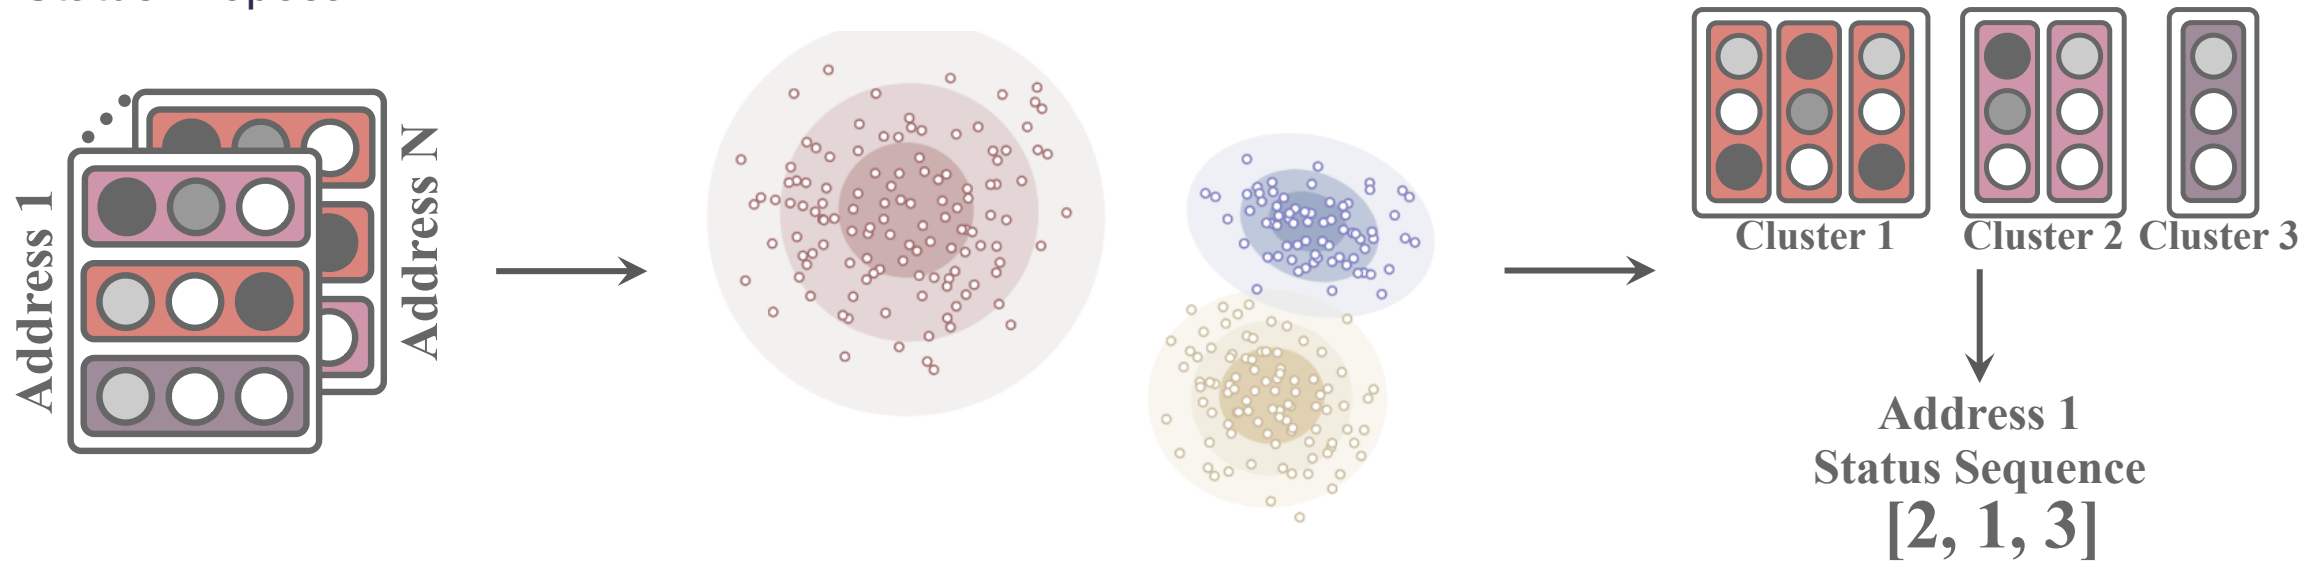 Address 1
Address N
Cluster 1
Cluster 2
Cluster 3
Address 1
Status Sequence
[2, 1, 3]